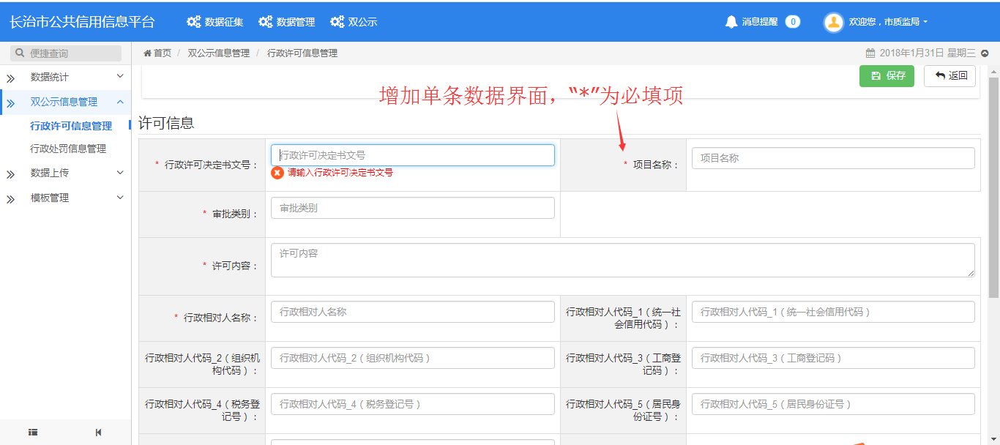 长治市公共信用信息平台
数据征集
数据管理
双公示
消息提醒 0
欢迎您，市质监局
便捷查询
首页 / 双公示信息管理 / 行政许可信息管理
2018年1月31日 星期三
数据统计
双公示信息管理
行政许可信息管理
行政处罚信息管理
数据上传
模板管理
保存
返回
增加单条数据界面，“*”为必填项
许可信息
* 行政许可决定书文号：
行政许可决定书文号
请输入行政许可决定书文号
* 项目名称：
项目名称
* 审批类别：
审批类别
* 许可内容：
许可内容
* 行政相对人名称：
行政相对人名称
行政相对人代码_1（统一社
会信用代码）：
行政相对人代码_1（统一社会信用代码）
行政相对人代码_2（组织机
构代码）：
行政相对人代码_2（组织机构代码）
行政相对人代码_3（工商登
记码）：
行政相对人代码_3（工商登记码）
行政相对人代码_4（税务登
记号）：
行政相对人代码_4（税务登记号）
行政相对人代码_5（居民身
份证号）：
行政相对人代码_5（居民身份证号）